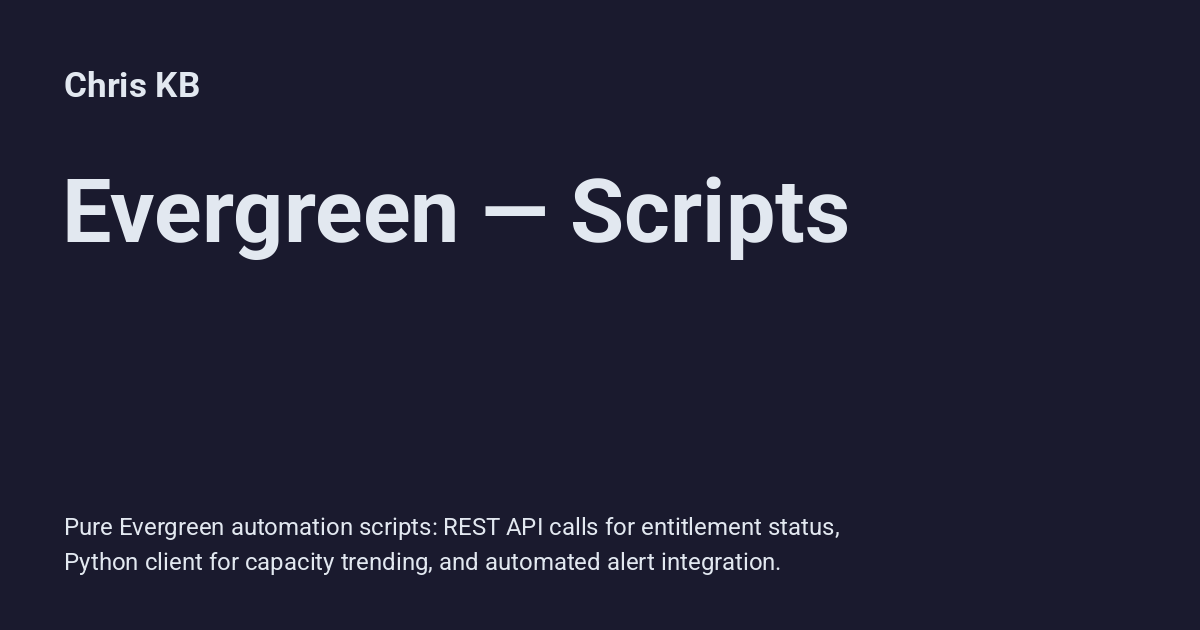 Chris KB
Evergreen — Scripts
Pure Evergreen automation scripts: REST API calls for entitlement status,
Python client for capacity trending, and automated alert integration.